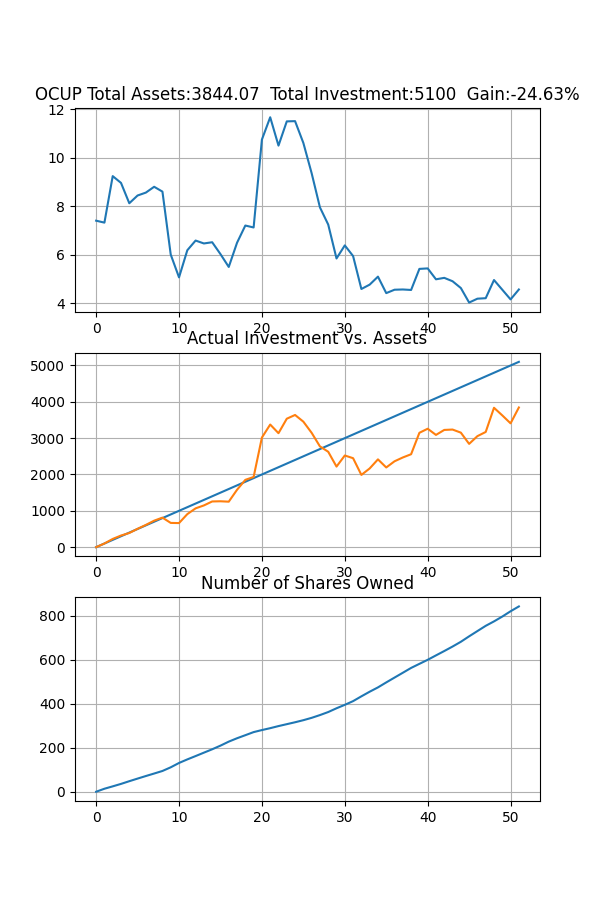 OCUP Total Assets:3844.07  Total Investment:5100  Gain:-24.63%
12
10
8
6
4
0 10 20 30 40 50
Actual Investment vs. Assets
5000
4000
3000
2000
1000
0
0 10 20 30 40 50
Number of Shares Owned
800
600
400
200
0
0 10 20 30 40 50